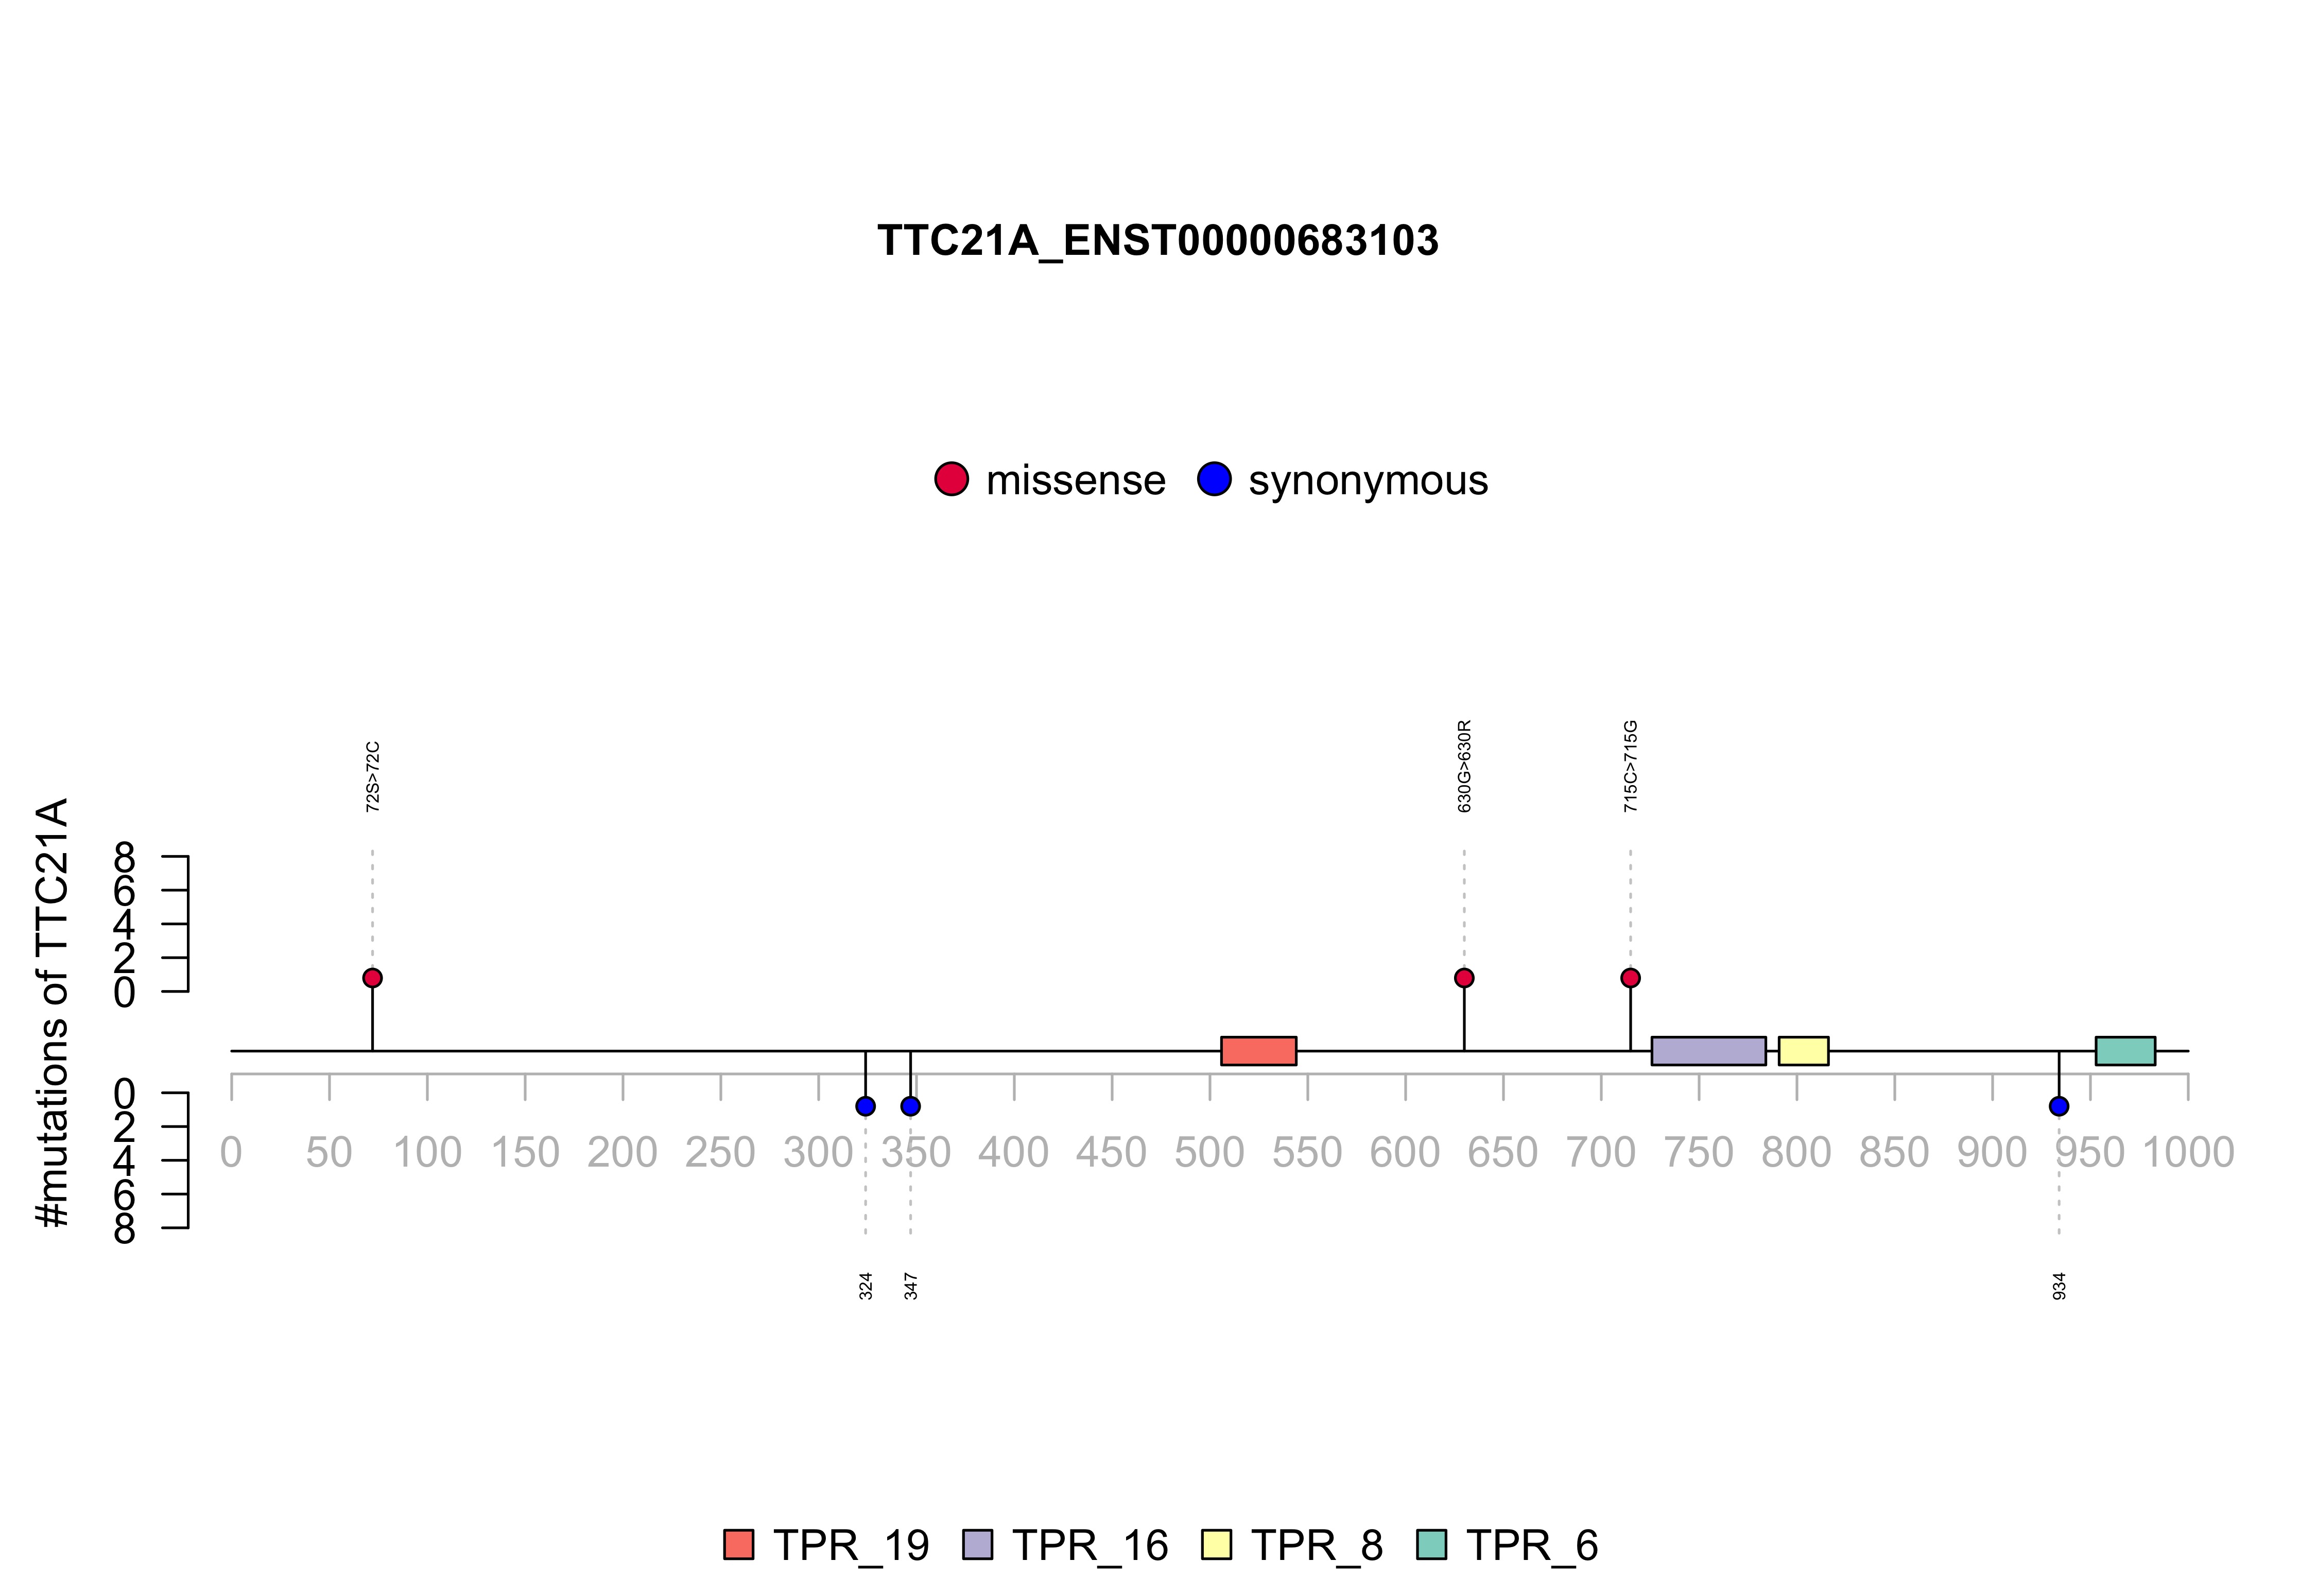 TTC21A_ENST00000683103
missense synonymous
72S>72C 630G>630R 715C>715G
#mutations of TTC21A
8
6
4
2
0
0
2
4
6
8
0 50 100 150 200 250 300 350 400 450 500 550 600 650 700 750 800 850 900 950 1000
324 347 934
TPR_19 TPR_16 TPR_8 TPR_6